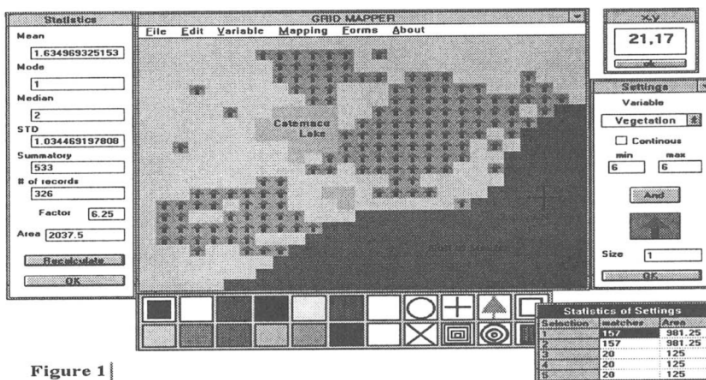 Statistics
Mean
1.634969325153
Mode
1
Median
2
STD
1.034469197808
Summatory
533
# of records
326
Factor 6.25
Area 2037.5
Recalculate
OK
GRID MAPPER
File Edit Variable Mapping Forms About
Catemaco
Lake
x,y
21,17
ok
Settings
Variable
Vegetation
Continous
min max
6 6
And
Size 1
OK
Statistics of Settings
Selection matches Area
1 157 981.25
2 157 981.25
3 20 125
4 20 125
5 20 125
Figure 1